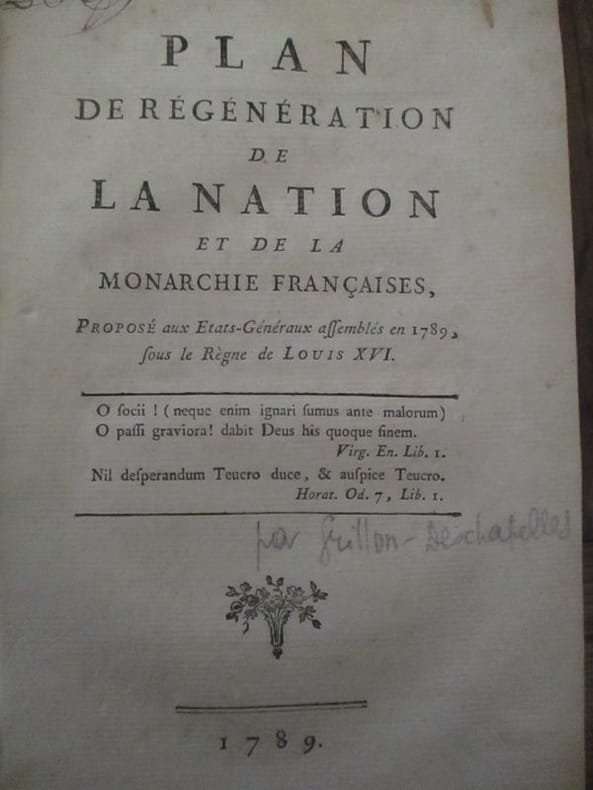 PLAN
DE RÉGÉNÉRATION
DE
LA NATION
ET DE LA
MONARCHIE FRANÇAISES,
PROPOSÉ aux Etats-Généraux aſſemblés en 1789,
ſous le Règne de LOUIS XVI.
O ſocii ! ( neque enim ignari ſumus ante malorum)
O paſſi graviora! dabit Deus his quoque finem.
Virg. En. Lib. 1.
Nil deſperandum Teucro duce, & auſpice Teucro.
Horat. Od. 7, Lib. 1.
par Grillon-Deschapelles
1789.